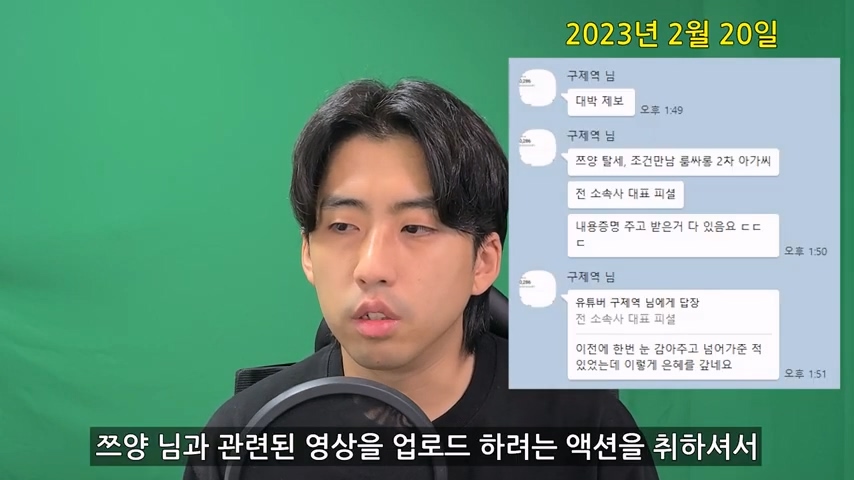 2023년 2월 20일
구제역 님
대박 제보
오후 1:49
구제역 님
쯔양 탈세, 조건만남 룸싸롱 2차 아가씨
전 소속사 대표 피셜
내용증명 주고 받은거 다 있음요 ㄷㄷ
ㄷ
오후 1:50
구제역 님
유튜버 구제역 님에게 답장
전 소속사 대표 피셜
이전에 한번 눈 감아주고 넘어가준 적
있었는데 이렇게 은혜를 갚네요
오후 1:51
쯔양 님과 관련된 영상을 업로드 하려는 액션을 취하셔서